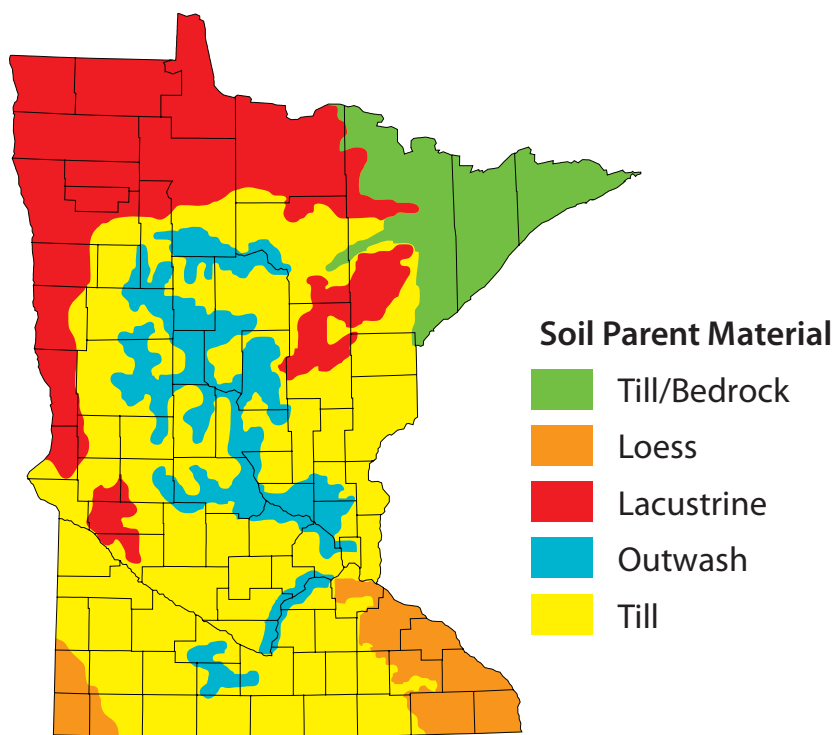 Soil Parent Material
Till/Bedrock
Loess
Lacustrine
Outwash
Till